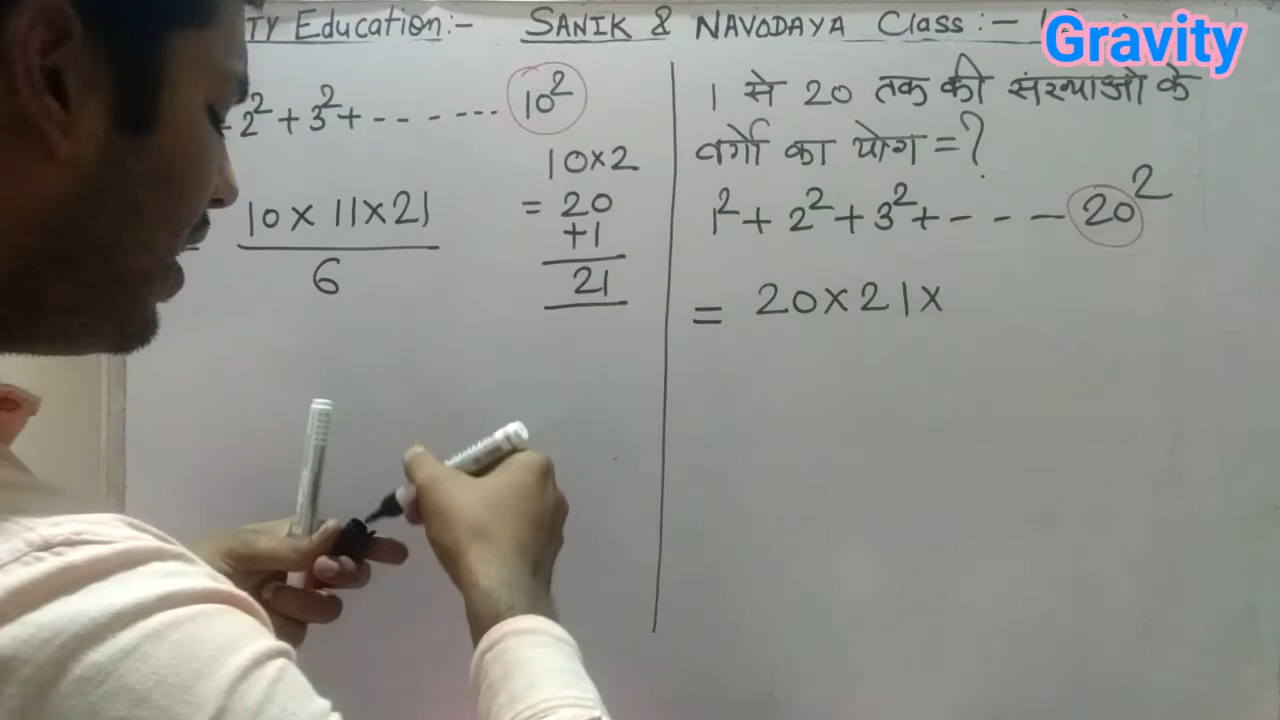 TY Education:- SANIK & NAVODAYA Class:-
Gravity
2² + 3² + - - - - - - - 10²
10×2
= 20
+1
21
10 × 11 × 21
6
1 से 20 तक की संख्याओ के
वर्गो का योग = ?
1² + 2² + 3² + - - - - 20²
= 20 × 21 ×